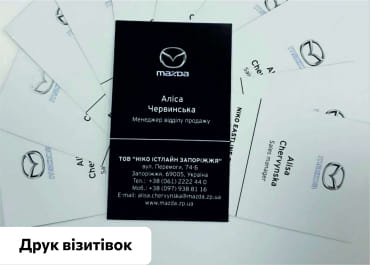 mazda
Аліса
Червинська
Менеджер відділу продажу
ТОВ "НІКО ІСТЛАЙН ЗАПОРІЖЖЯ"
вул. Перемоги, 74-Б
Запоріжжя, 69005, Україна
Тел.: +38 (061) 2222 44 0
Моб.: +38 (097) 938 81 16
E-mail: alisa.chervynska@mazda.zp.ua
www.mazda.zp.ua
NIKO EASTLINE
Alisa
Chervynska
Sales manager
Друк візитівок